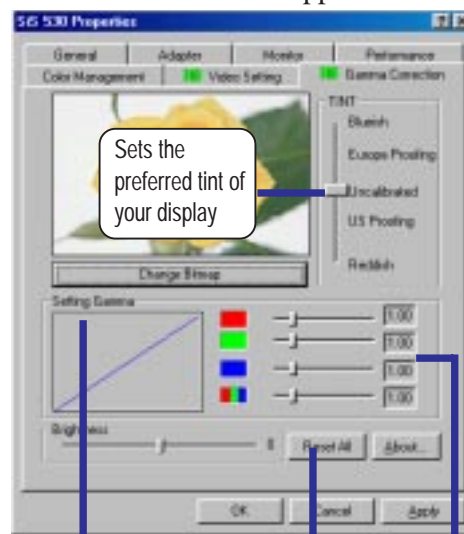 SiS 530 Properties
General Adapter Monitor Performance
Color Management Video Setting Gamma Correction
TINT
Blueish
Sets the
preferred tint of
your display
Europe Proofing
Uncalibrated
US Proofing
Reddish
Change Bitmap
Setting Gamma
1.00
1.00
1.00
1.00
Brightness
0
Reset All About...
OK Cancel Apply